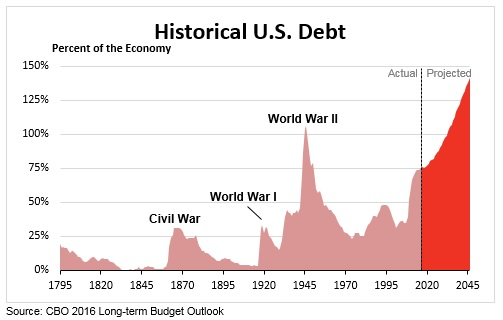 Historical U.S. Debt
Percent of the Economy
150%
Actual Projected
125%
World War II
100%
75%
World War I
50%
Civil War
25%
0%
1795 1820 1845 1870 1895 1920 1945 1970 1995 2020 2045
Source: CBO 2016 Long-term Budget Outlook